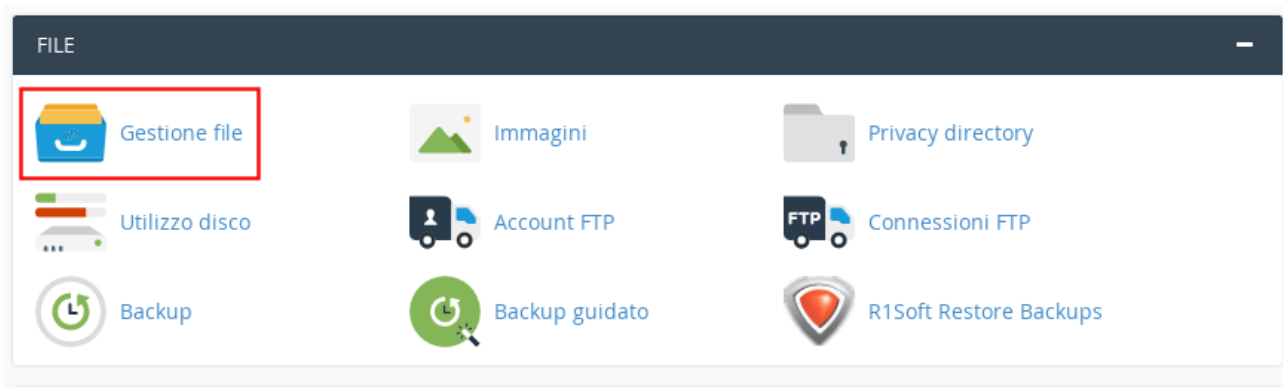 FILE
Gestione file
Immagini
Privacy directory
Utilizzo disco
Account FTP
FTP
Connessioni FTP
Backup
Backup guidato
R1Soft Restore Backups